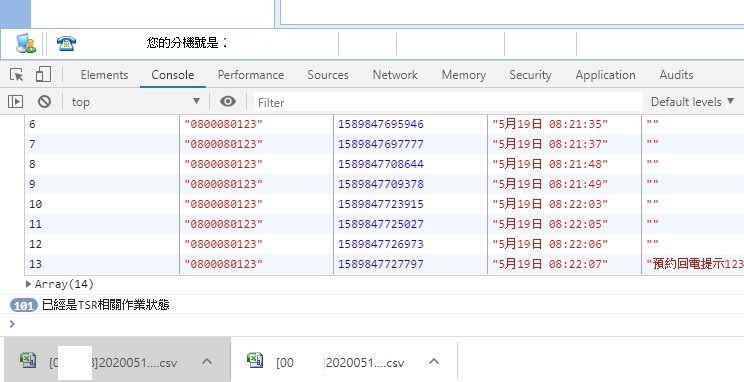 您的分機號是
Elements Console Performance Sources Network Memory Security Application Audits
top Filter Default levels
6 "0800080123" 1589847695946 "5月19日 08:21:35" ""
7 "0800080123" 1589847697777 "5月19日 08:21:37" ""
8 "0800080123" 1589847708644 "5月19日 08:21:48" ""
9 "0800080123" 1589847709378 "5月19日 08:21:49" ""
10 "0800080123" 1589847723915 "5月19日 08:22:03" ""
11 "0800080123" 1589847725027 "5月19日 08:22:05" ""
12 "0800080123" 1589847726973 "5月19日 08:22:06" ""
13 "0800080123" 1589847727797 "5月19日 08:22:07" "預約回電提示123
Array(14)
101 已經是TSR相關作業狀態
]2020051....csv [00 2020051....csv